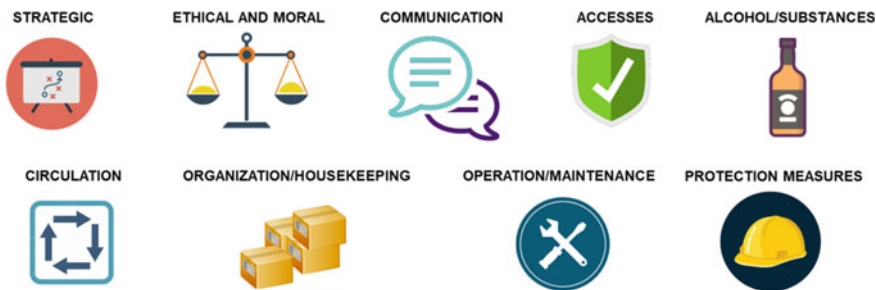 STRATEGIC
ETHICAL AND MORAL
COMMUNICATION
ACCESSES
ALCOHOL/SUBSTANCES
CIRCULATION
ORGANIZATION/HOUSEKEEPING
OPERATION/MAINTENANCE
PROTECTION MEASURES